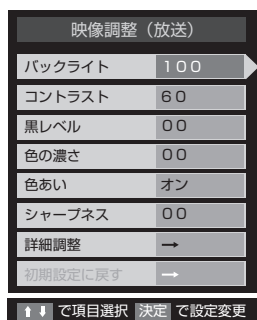 映像調整（放送）
バックライト １００
コントラスト ６０
黒レベル ００
色の濃さ ００
色あい オン
シャープネス ００
詳細調整 →
初期設定に戻す →
⬆⬇ で項目選択 決定 で設定変更